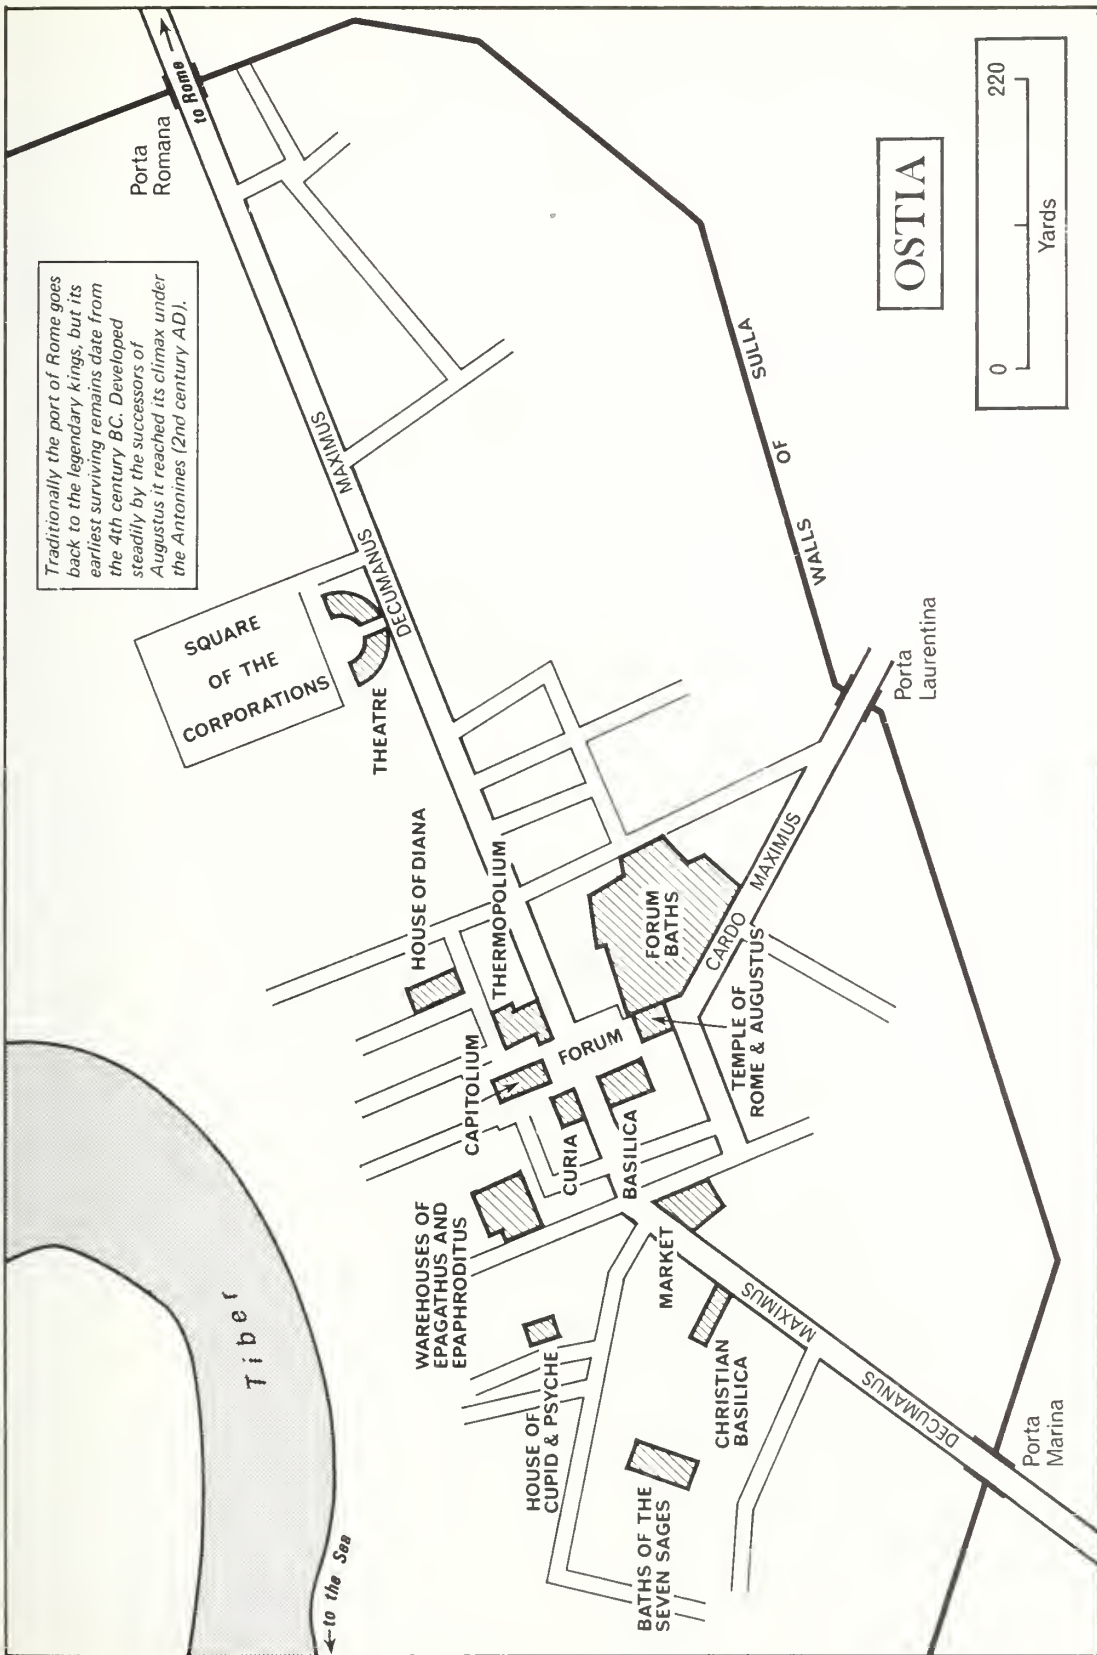 Traditionally the port of Rome goes
back to the legendary kings, but its
earliest surviving remains date from
the 4th century BC. Developed
steadily by the successors of
Augustus it reached its climax under
the Antonines (2nd century AD).
to Rome
Porta
Romana
SQUARE
OF THE
CORPORATIONS
THEATRE
DECUMANUS MAXIMUS
HOUSE OF DIANA
THERMOPOLIUM
CAPITOLIUM
FORUM
CURIA
BASILICA
FORUM
BATHS
TEMPLE OF
ROME & AUGUSTUS
CARDO MAXIMUS
Porta
Laurentina
WALLS OF SULLA
WAREHOUSES OF
EPAGATHUS AND
EPAPHRODITUS
MARKET
HOUSE OF
CUPID & PSYCHE
CHRISTIAN
BASILICA
BATHS OF THE
SEVEN SAGES
DECUMANUS MAXIMUS
Porta
Marina
Tiber
to the Sea
OSTIA
0 220
Yards